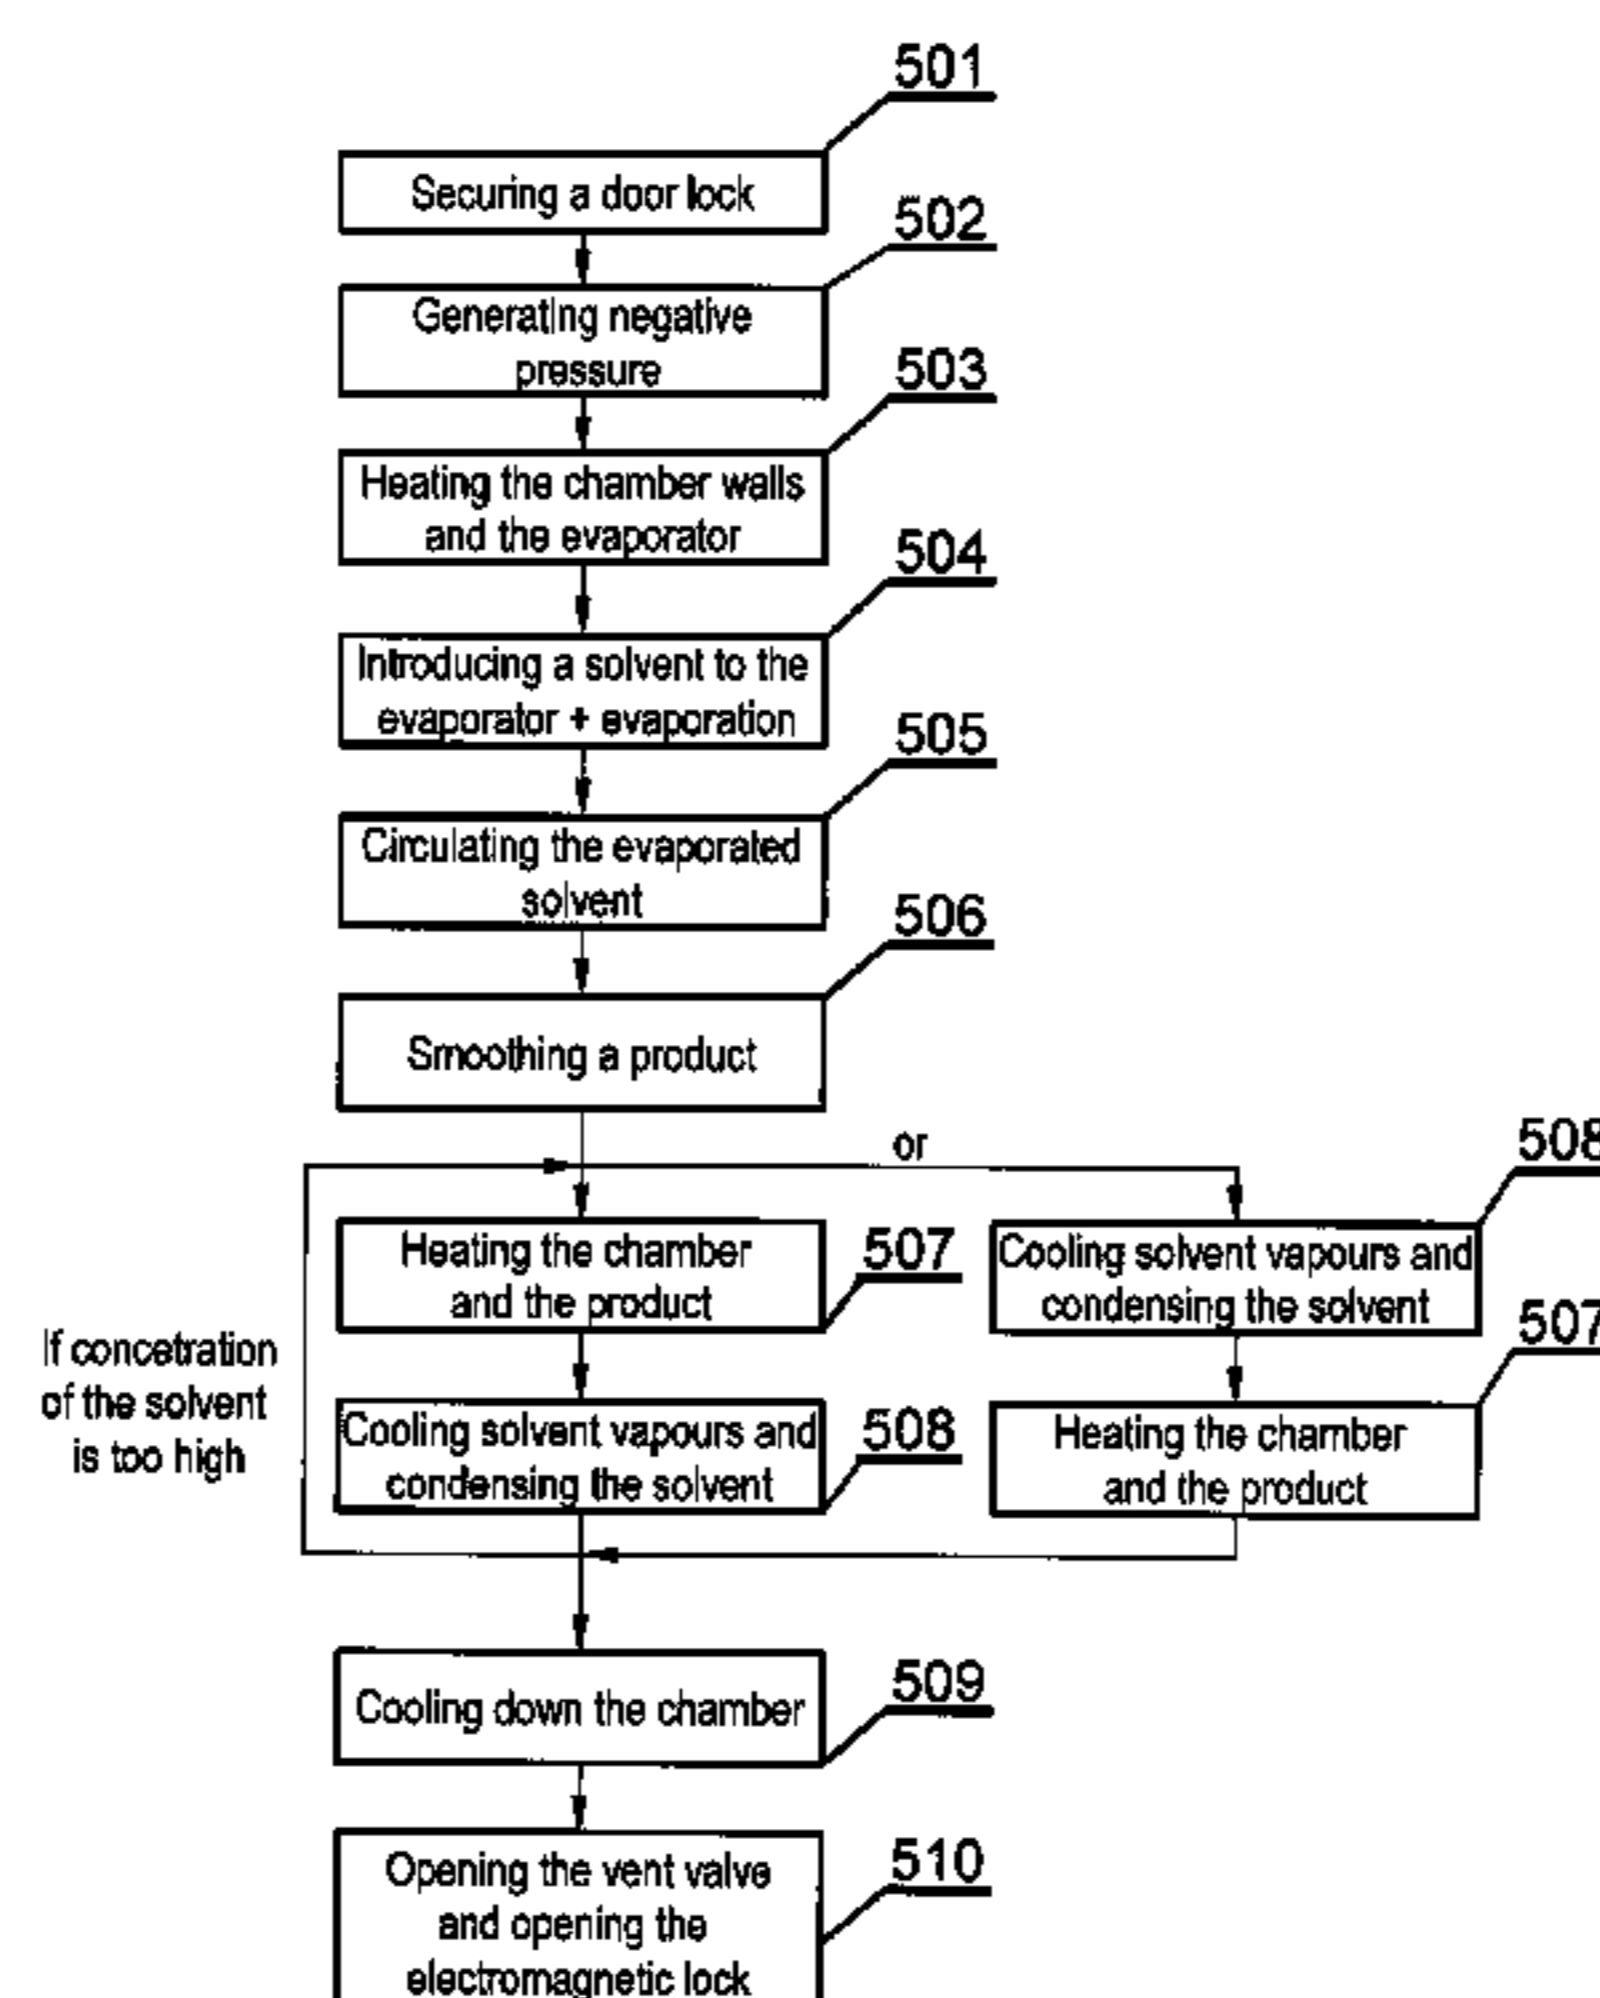 501
Securing a door lock
502
Generating negative
pressure
503
Heating the chamber walls
and the evaporator
504
Introducing a solvent to the
evaporator + evaporation
505
Circulating the evaporated
solvent
506
Smoothing a product
or
508
Heating the chamber
and the product
507
Cooling solvent vapours and
condensing the solvent
507
If concetration
of the solvent
is too high
Cooling solvent vapours and
condensing the solvent
508
Heating the chamber
and the product
Cooling down the chamber
509
Opening the vent valve
and opening the
electromagnetic lock
510